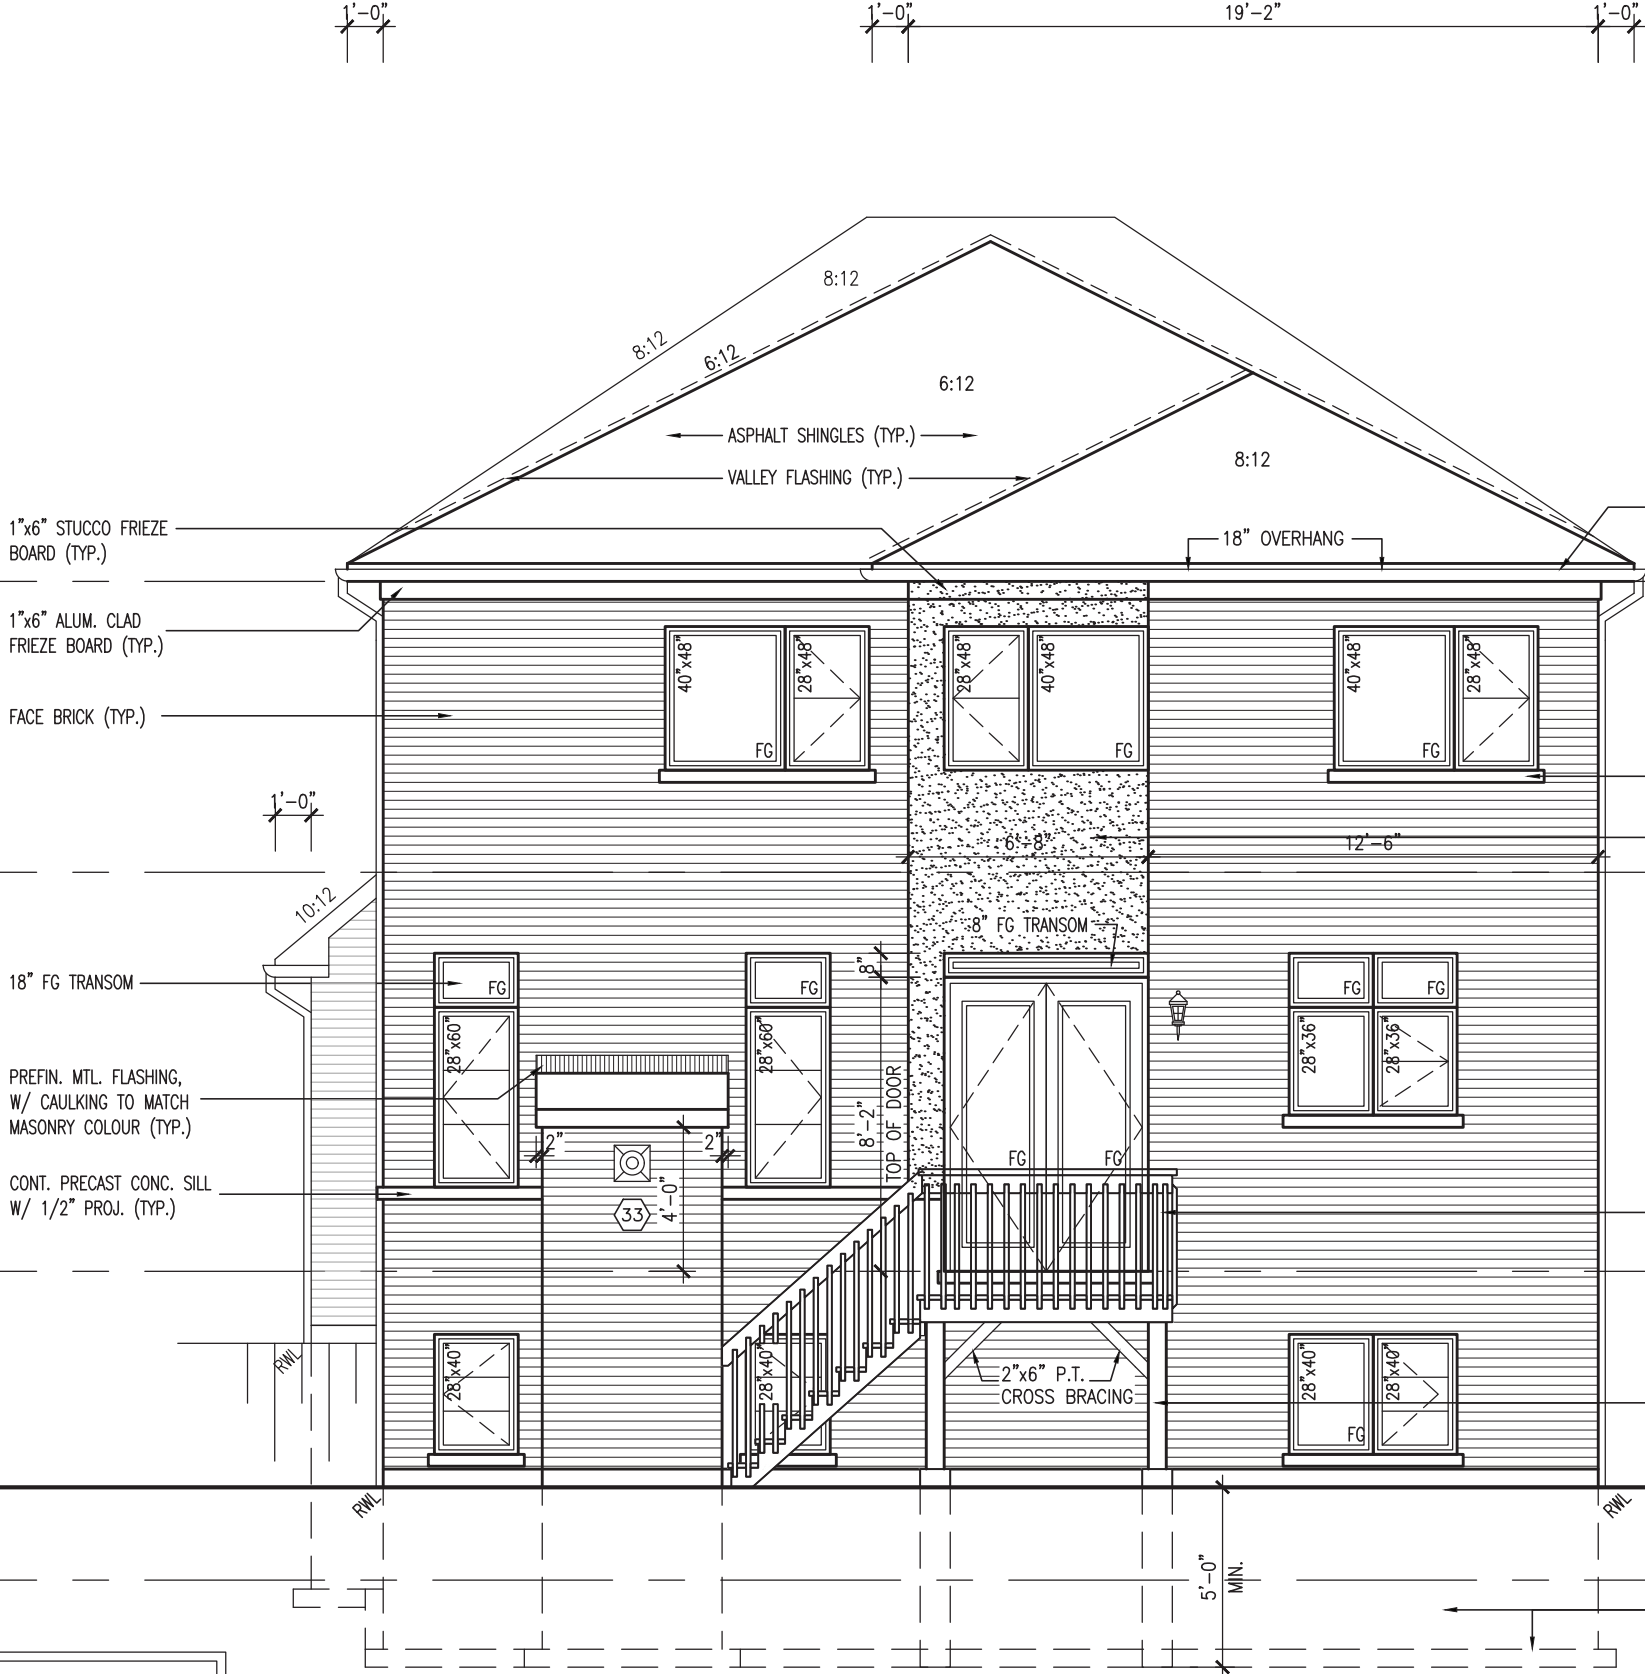 1'-0"
1'-0"
19'-2"
1'-0"
8:12
8:12
6:12
6:12
ASPHALT SHINGLES (TYP.)
8:12
VALLEY FLASHING (TYP.)
1"x6" STUCCO FRIEZE
BOARD (TYP.)
18" OVERHANG
1"x6" ALUM. CLAD
FRIEZE BOARD (TYP.)
40"x48"
FG
28"x48"
28"x48"
40"x48"
FG
40"x48"
FG
28"x48"
FACE BRICK (TYP.)
1'-0"
6'-8"
12'-6"
10:12
8" FG TRANSOM
8"
18" FG TRANSOM
FG
FG
FG
FG
28"x60"
28"x60"
28"x36"
28"x36"
PREFIN. MTL. FLASHING,
W/ CAULKING TO MATCH
MASONRY COLOUR (TYP.)
8'-2"
TOP OF DOOR
2"
2"
FG
FG
CONT. PRECAST CONC. SILL
W/ 1/2" PROJ. (TYP.)
33
4'-0"
RWL
28"x40"
28"x40"
2"x6" P.T.
CROSS BRACING
28"x40"
FG
28"x40"
RWL
RWL
5'-0"
MIN.